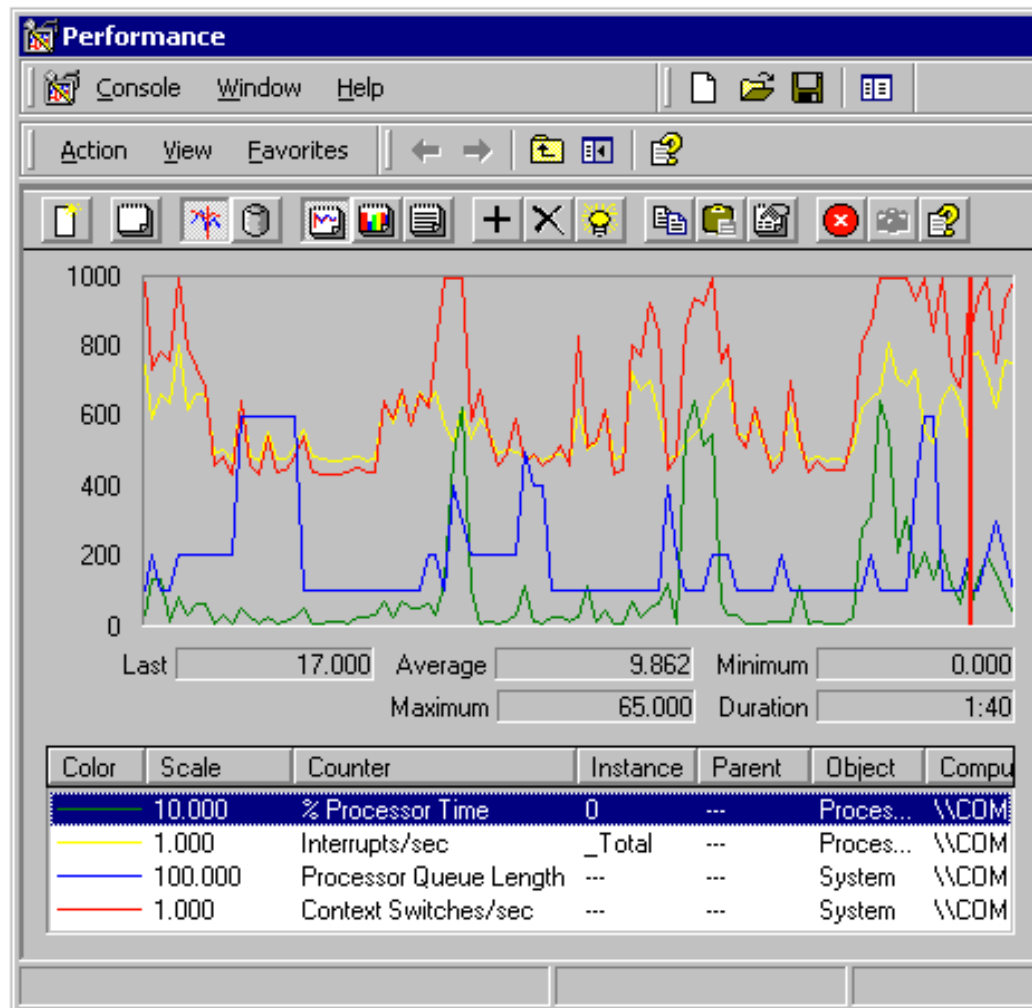 Performance
Console Window Help
Action View Favorites
1000
800
600
400
200
0
Last 17.000 Average 9.862 Minimum 0.000
Maximum 65.000 Duration 1:40
Color Scale Counter Instance Parent Object Compu
10.000 % Processor Time 0 --- Proces... \\COM
1.000 Interrupts/sec _Total --- Proces... \\COM
100.000 Processor Queue Length --- --- System \\COM
1.000 Context Switches/sec --- --- System \\COM